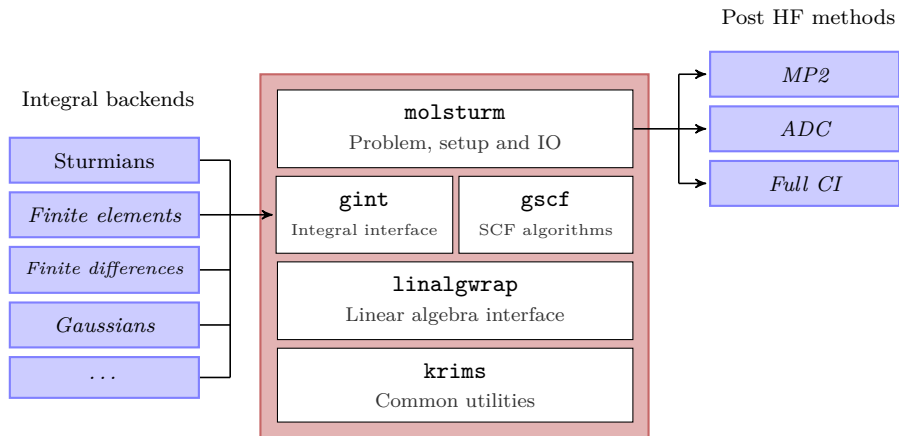 Integral backends
Sturmians
Finite elements
Finite differences
Gaussians
...
molsturm
Problem, setup and IO
gint
Integral interface
gscf
SCF algorithms
linalgwrap
Linear algebra interface
krims
Common utilities
Post HF methods
MP2
ADC
Full CI